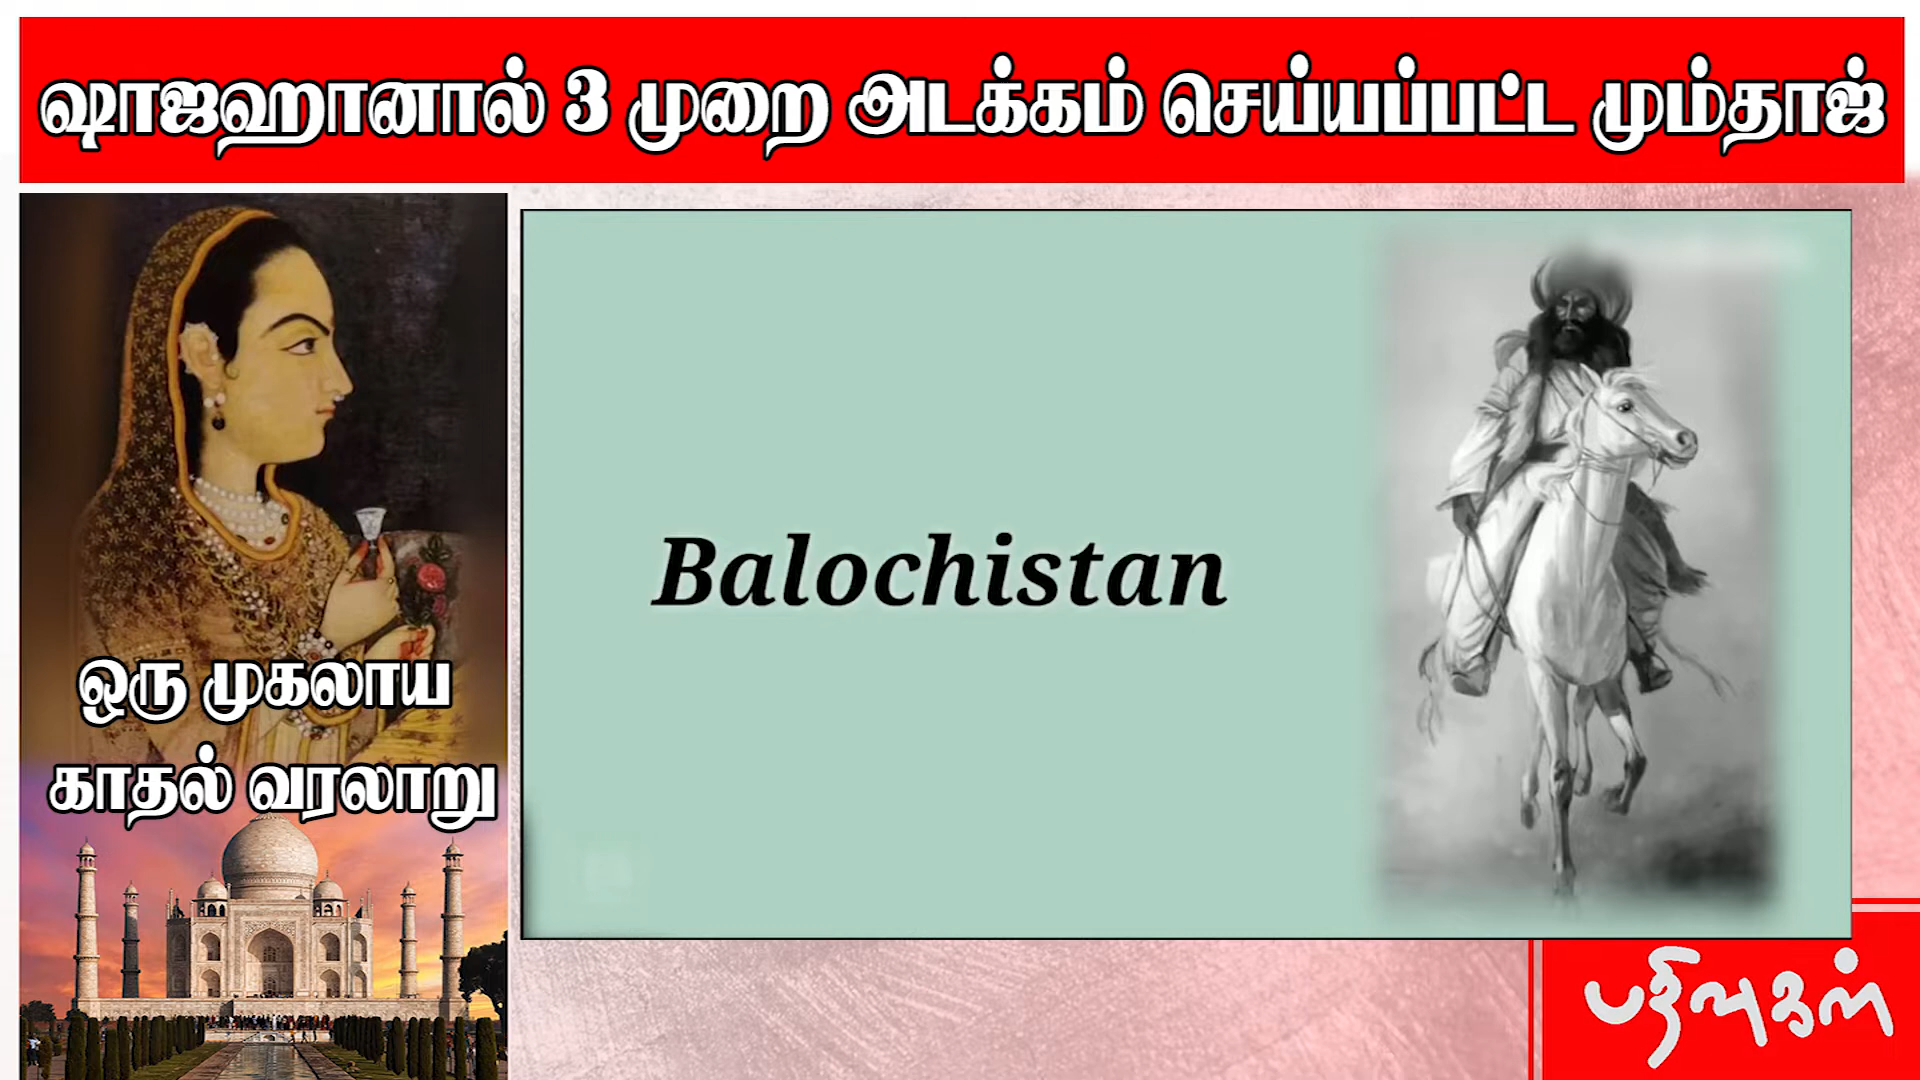 ஷாஜஹானால் 3 முறை அடக்கம் செய்யப்பட்ட மும்தாஜ்
ஒரு முகலாய
காதல் வரலாறு
Balochistan
பதிவுகள்